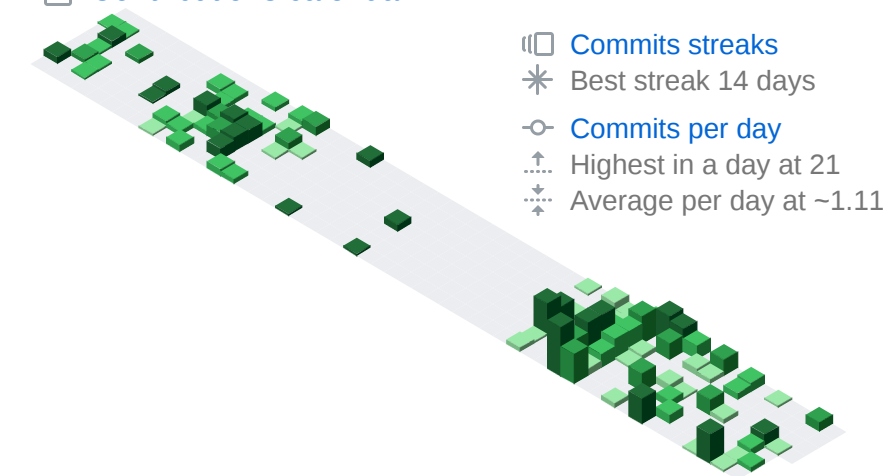 Commits streaks
Best streak 14 days
Commits per day
Highest in a day at 21
Average per day at ~1.11